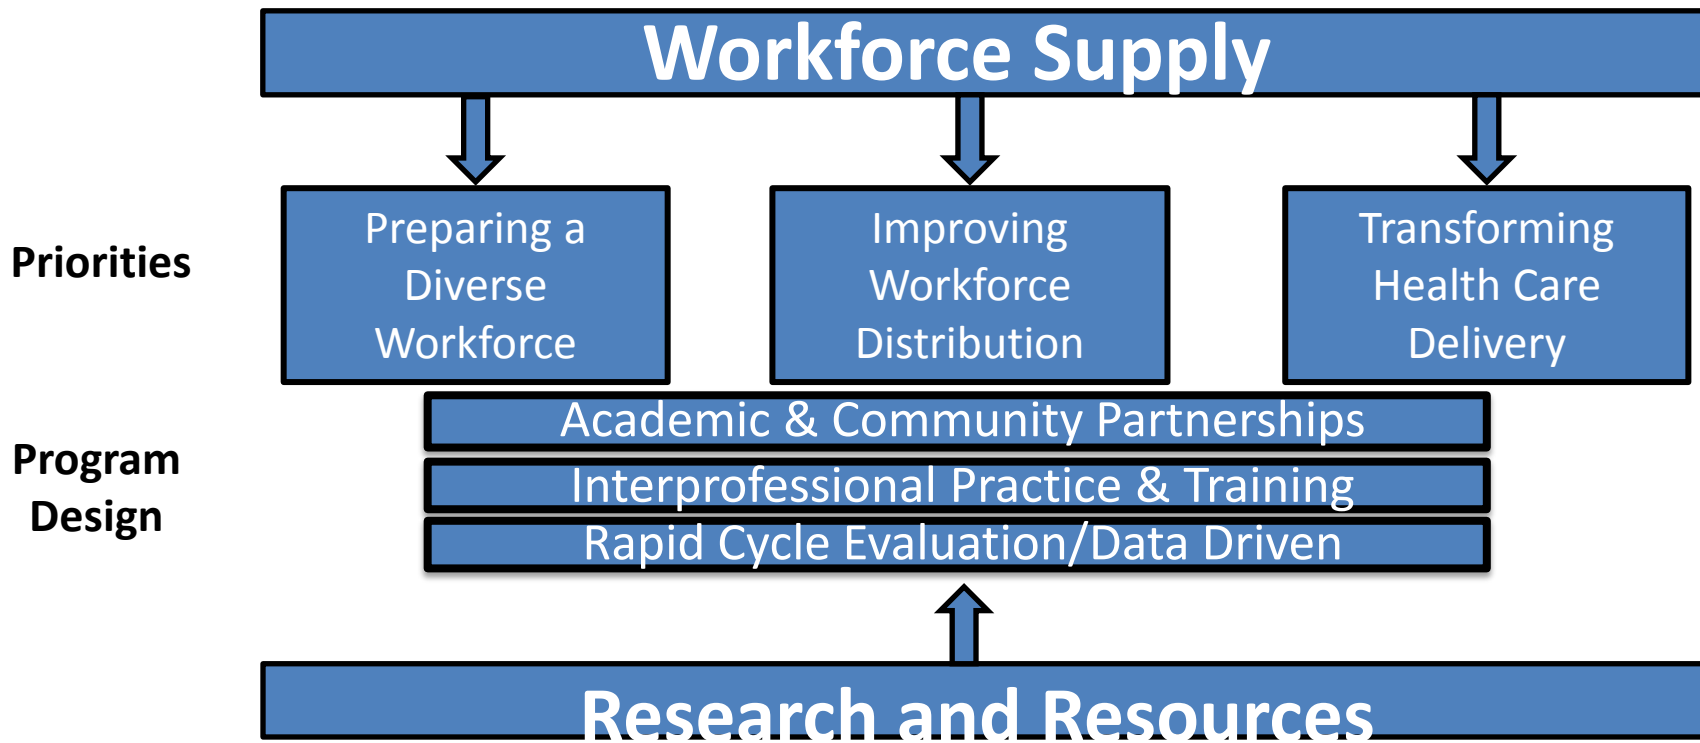 Workforce Supply
Priorities
Preparing a
Diverse
Workforce
Improving
Workforce
Distribution
Transforming
Health Care
Delivery
Program
Design
Academic & Community Partnerships
Interprofessional Practice & Training
Rapid Cycle Evaluation/Data Driven
Research and Resources